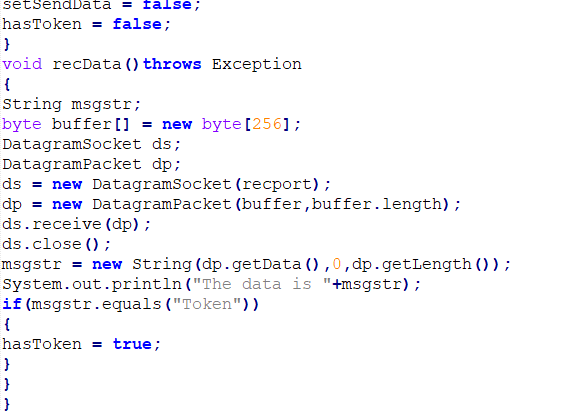 setSendData = false;
hasToken = false;
}
void recData()throws Exception
{
String msgstr;
byte buffer[] = new byte[256];
DatagramSocket ds;
DatagramPacket dp;
ds = new DatagramSocket(recport);
dp = new DatagramPacket(buffer,buffer.length);
ds.receive(dp);
ds.close();
msgstr = new String(dp.getData(),0,dp.getLength());
System.out.println("The data is "+msgstr);
if(msgstr.equals("Token"))
{
hasToken = true;
}
}
}